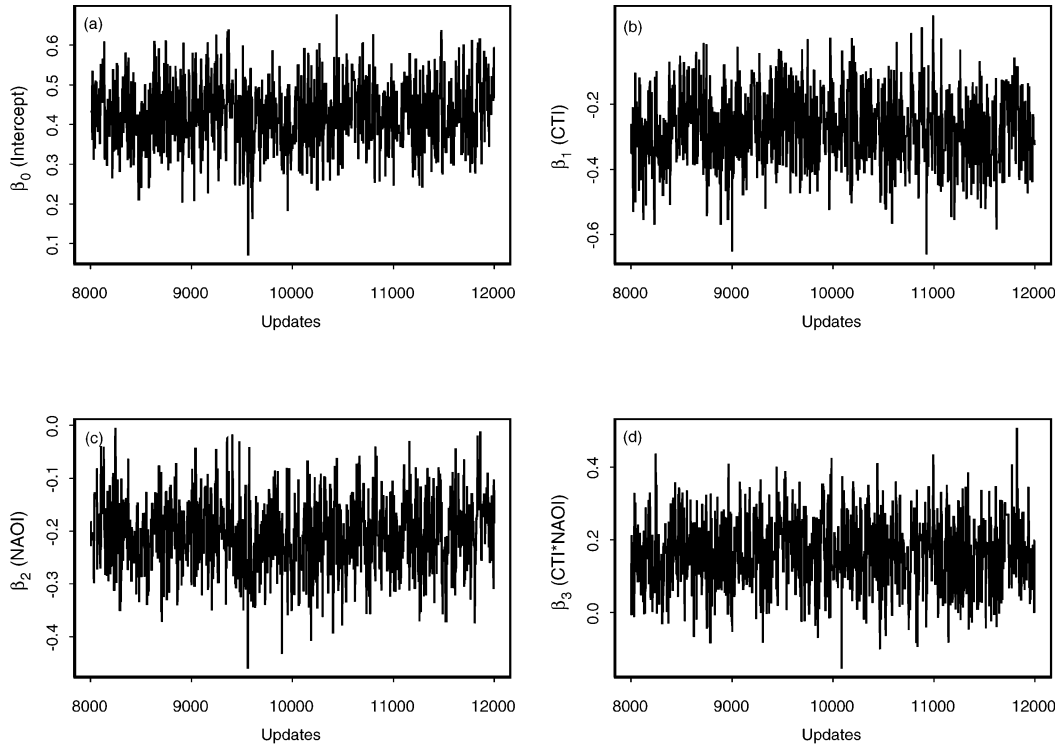 (a)
β0 (Intercept)
0.6
0.5
0.4
0.3
0.2
0.1
8000 9000 10000 11000 12000
Updates
(b)
β1 (CTI)
-0.2
-0.4
-0.6
8000 9000 10000 11000 12000
Updates
(c)
β2 (NAOI)
0.0
-0.1
-0.2
-0.3
-0.4
8000 9000 10000 11000 12000
Updates
(d)
β3 (CTI*NAOI)
0.4
0.2
0.0
8000 9000 10000 11000 12000
Updates